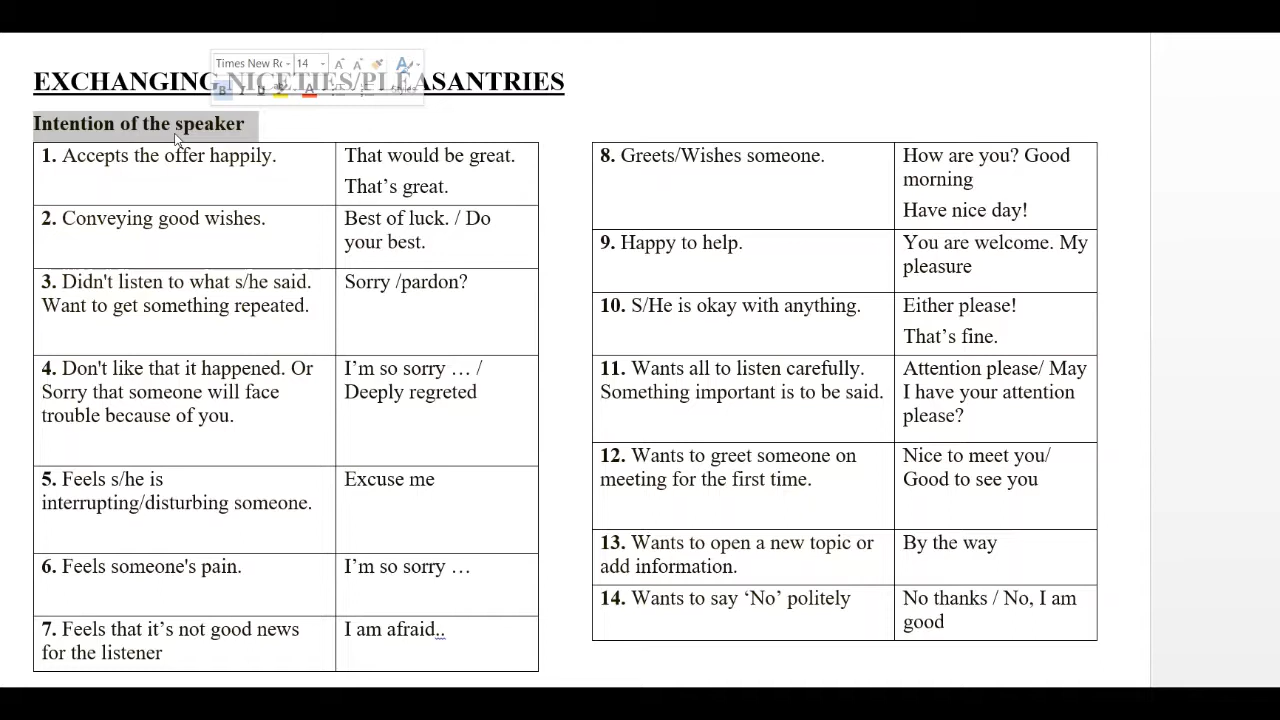 Times New Ro
14
EXCHANGING NICETIES/PLEASANTRIES
Intention of the speaker
1. Accepts the offer happily.
That would be great.
That’s great.
2. Conveying good wishes.
Best of luck. / Do
your best.
3. Didn't listen to what s/he said.
Want to get something repeated.
Sorry /pardon?
4. Don't like that it happened. Or
Sorry that someone will face
trouble because of you.
I’m so sorry … /
Deeply regreted
5. Feels s/he is
interrupting/disturbing someone.
Excuse me
6. Feels someone's pain.
I’m so sorry …
7. Feels that it’s not good news
for the listener
I am afraid..
8. Greets/Wishes someone.
How are you? Good
morning
Have nice day!
9. Happy to help.
You are welcome. My
pleasure
10. S/He is okay with anything.
Either please!
That’s fine.
11. Wants all to listen carefully.
Something important is to be said.
Attention please/ May
I have your attention
please?
12. Wants to greet someone on
meeting for the first time.
Nice to meet you/
Good to see you
13. Wants to open a new topic or
add information.
By the way
14. Wants to say ‘No’ politely
No thanks / No, I am
good